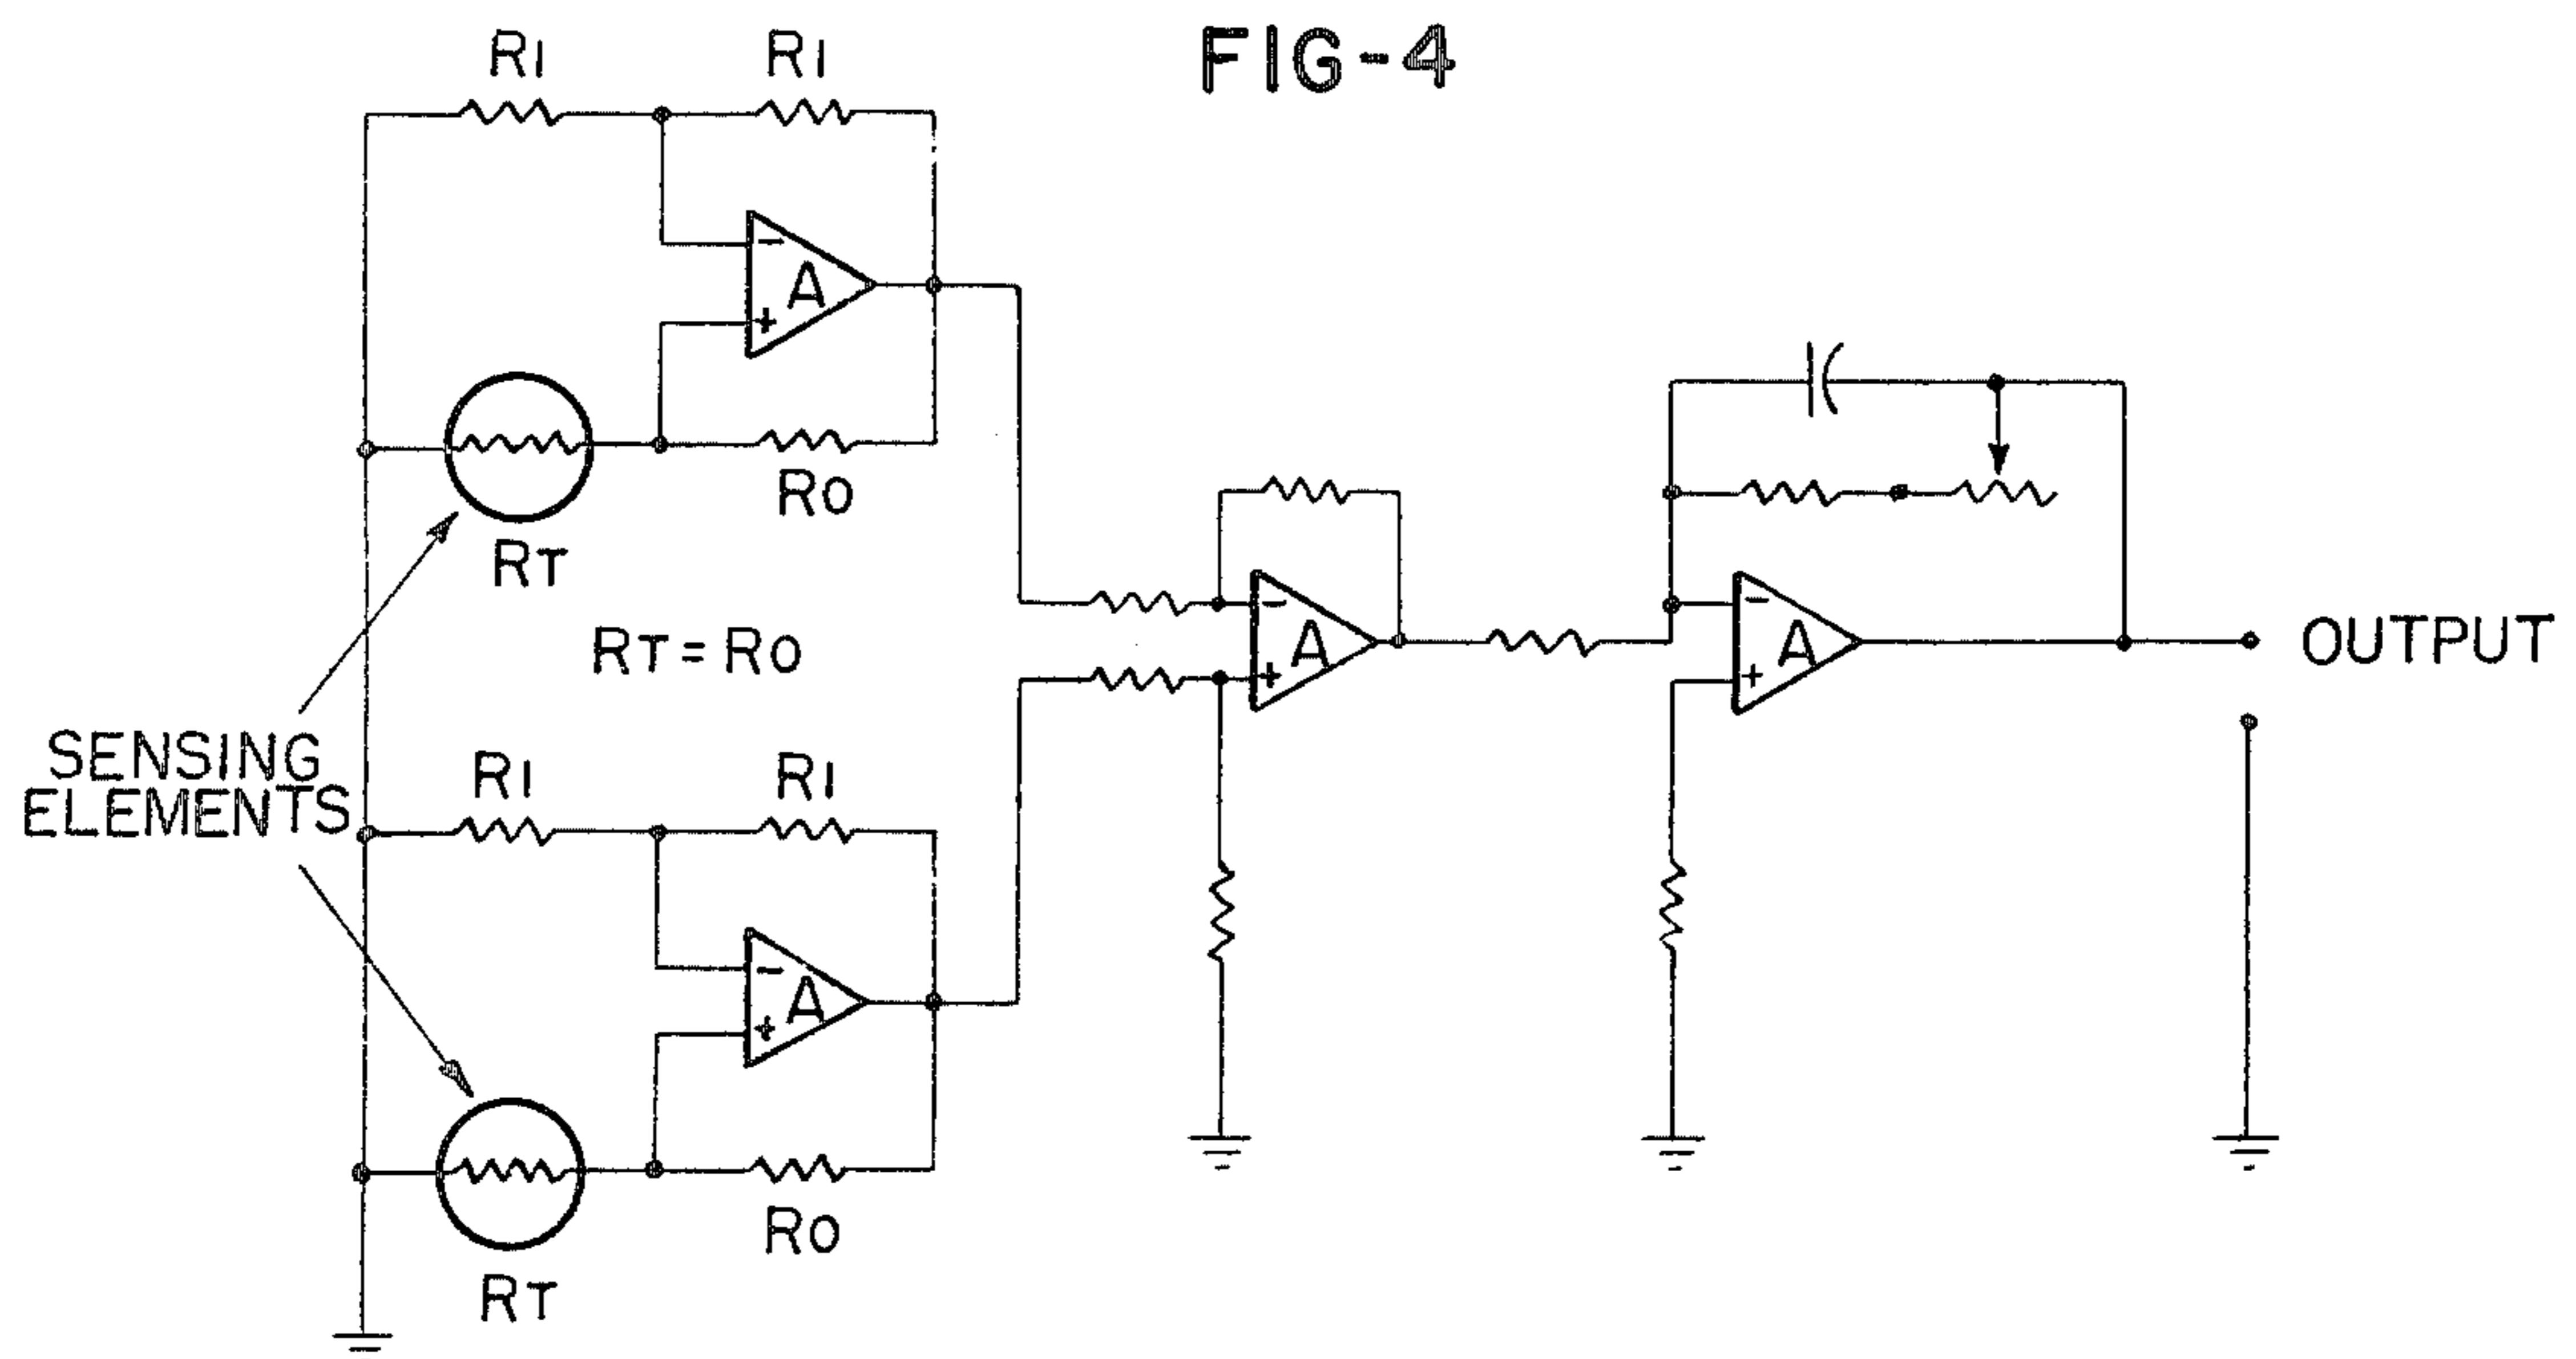 FIG-4
R1
R1
-
A
+
RO
RT
RT = RO
SENSING
ELEMENTS
R1
R1
-
A
+
RO
RT
-
A
+
-
A
+
OUTPUT